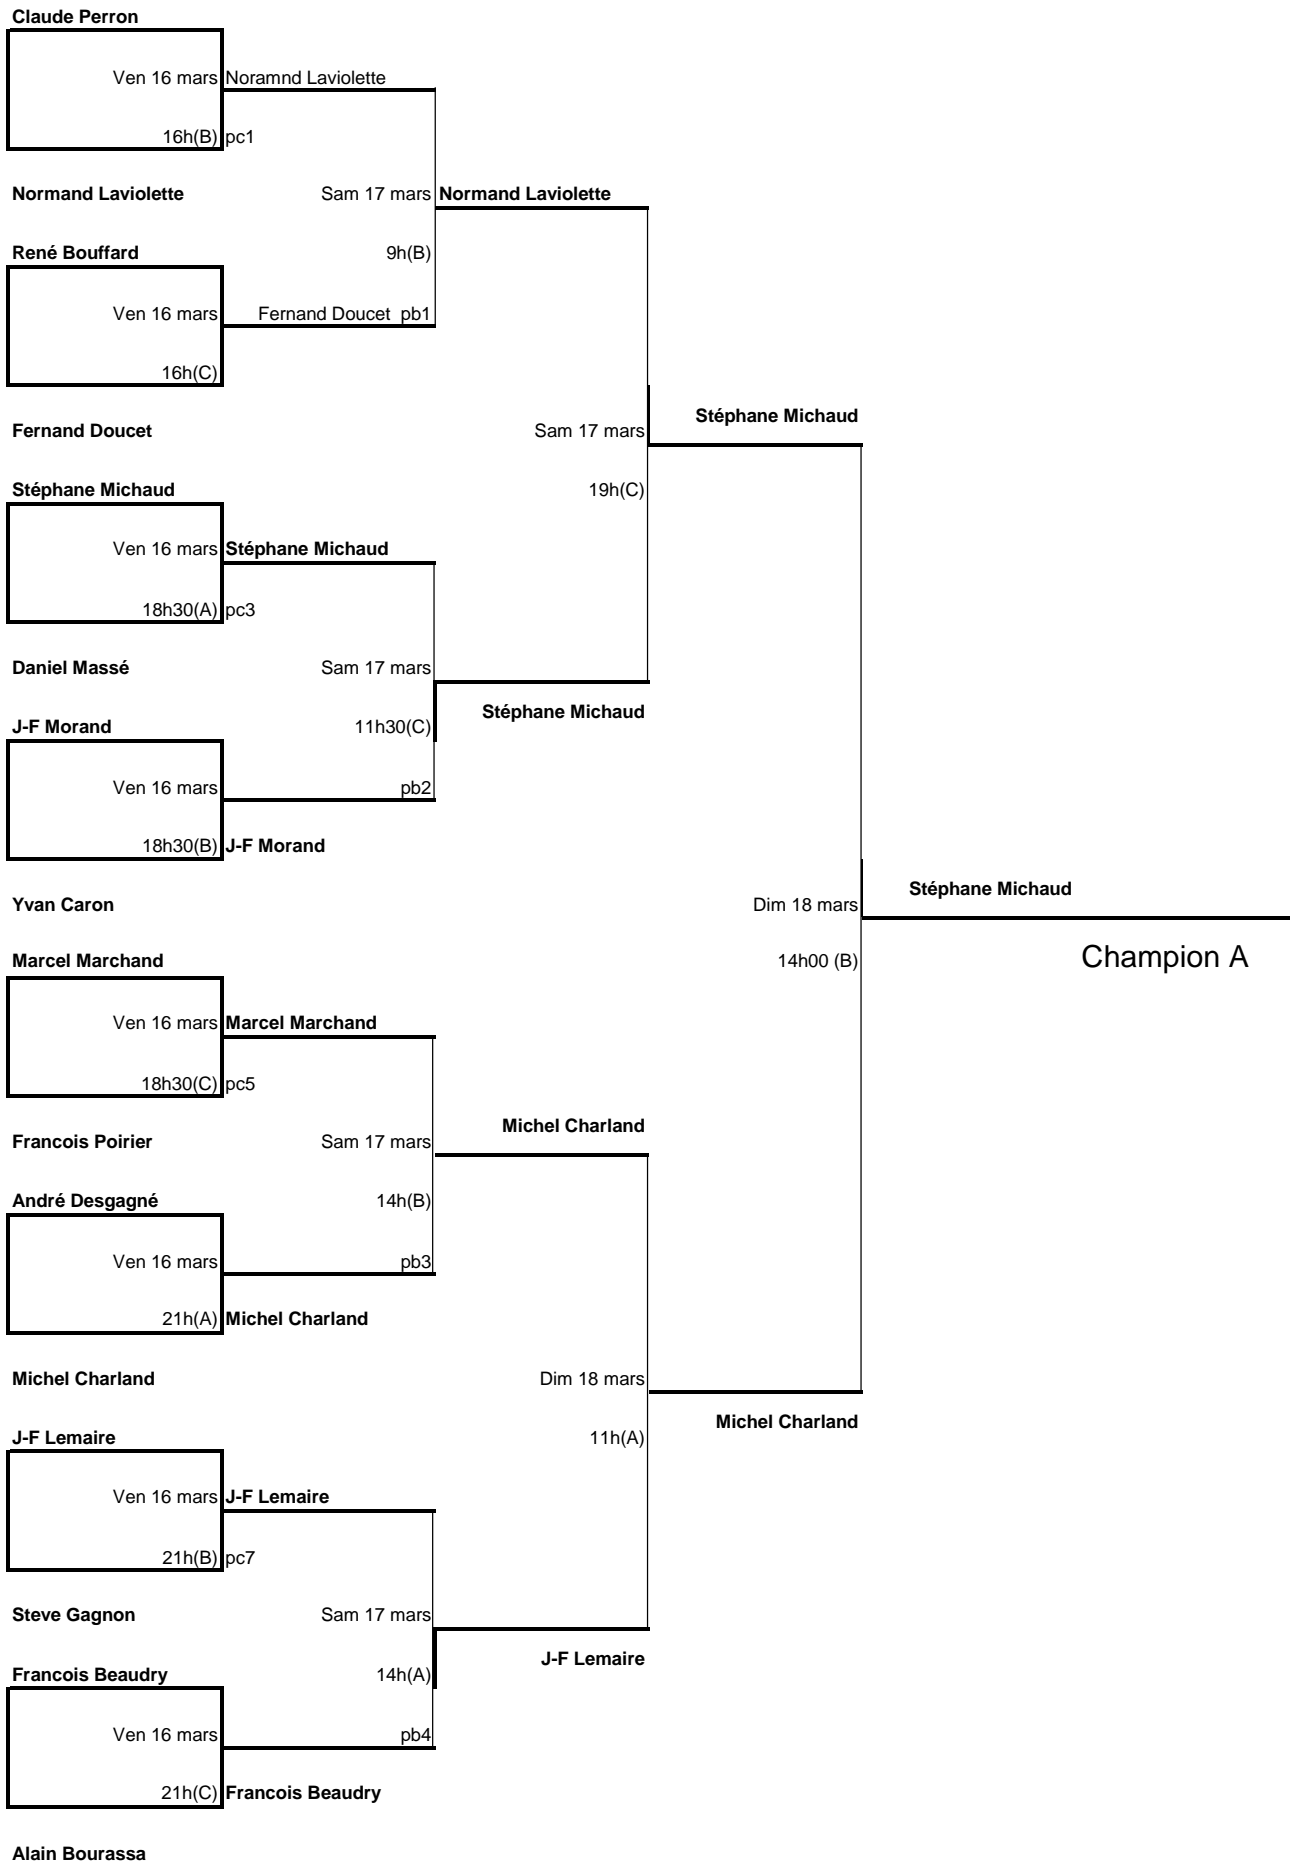 Claude Perron
Ven 16 mars Noramnd Laviolette
16h(B) pc1
Normand Laviolette Sam 17 mars Normand Laviolette
René Bouffard 9h(B)
Ven 16 mars Fernand Doucet pb1
16h(C)
Stéphane Michaud
Fernand Doucet Sam 17 mars
Stéphane Michaud 19h(C)
Ven 16 mars Stéphane Michaud
18h30(A) pc3
Daniel Massé Sam 17 mars
Stéphane Michaud
J-F Morand 11h30(C)
Ven 16 mars pb2
18h30(B) J-F Morand
Stéphane Michaud
Yvan Caron Dim 18 mars
Marcel Marchand 14h00 (B) Champion A
Ven 16 mars Marcel Marchand
18h30(C) pc5
Michel Charland
Francois Poirier Sam 17 mars
André Desgagné 14h(B)
Ven 16 mars pb3
21h(A) Michel Charland
Michel Charland Dim 18 mars
Michel Charland
J-F Lemaire 11h(A)
Ven 16 mars J-F Lemaire
21h(B) pc7
Steve Gagnon Sam 17 mars
J-F Lemaire
Francois Beaudry 14h(A)
Ven 16 mars pb4
21h(C) Francois Beaudry
Alain Bourassa